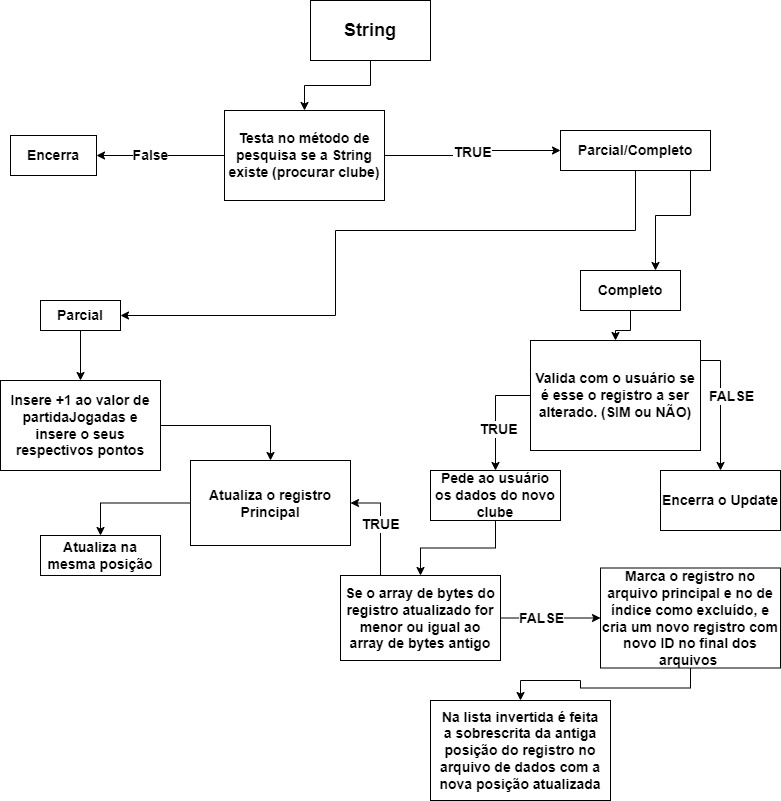 String
Testa no método de
pesquisa se a String
existe (procurar clube)
Encerra
False
TRUE
Parcial/Completo
Completo
Parcial
Valida com o usuário se
é esse o registro a ser
alterado. (SIM ou NÃO)
FALSE
TRUE
Insere +1 ao valor de
partidaJogadas e
insere o seus
respectivos pontos
Atualiza o registro
Principal
Pede ao usuário
os dados do novo
clube
Encerra o Update
Atualiza na
mesma posição
TRUE
Se o array de bytes do
registro atualizado for
menor ou igual ao
array de bytes antigo
FALSE
Marca o registro no
arquivo principal e no de
índice como excluído, e
cria um novo registro com
novo ID no final dos
arquivos
Na lista invertida é feita
a sobrescrita da antiga
posição do registro no
arquivo de dados com a
nova posição atualizada